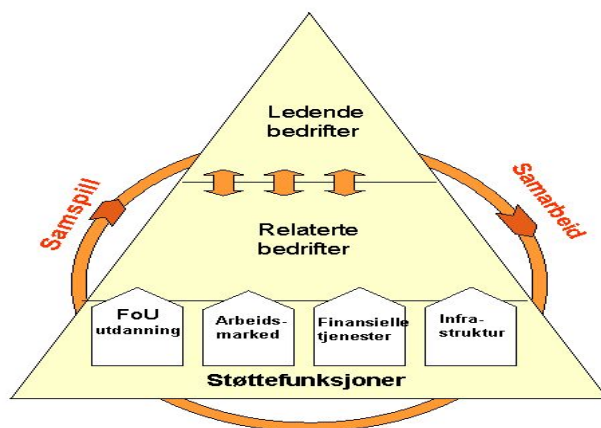 Ledende
bedrifter
Samspill
Samarbeid
Relaterte
bedrifter
FoU
utdanning
Arbeids-
marked
Finansielle
tjenester
Infra-
struktur
Støttefunksjoner